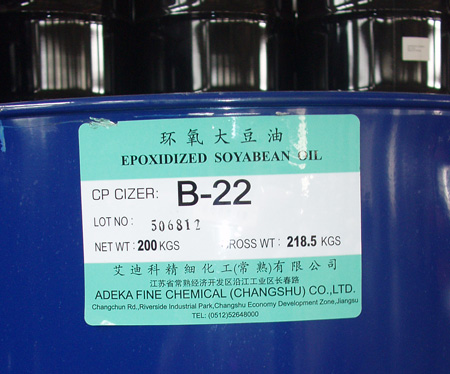 环氧大豆油
EPOXIDIZED SOYABEAN OIL
CP CIZER: B-22
LOT NO: 506812
NET WT: 200 KGS GROSS WT: 218.5 KGS
艾迪科精细化工(常熟)有限公司
江苏省常熟经济开发区沿江工业区长春路
ADEKA FINE CHEMICAL (CHANGSHU) CO.,LTD.
Changchun Rd.,Riverside Industrial Park,Changshu Economy Development Zone,Jiangsu
TEL: (0512)52648000